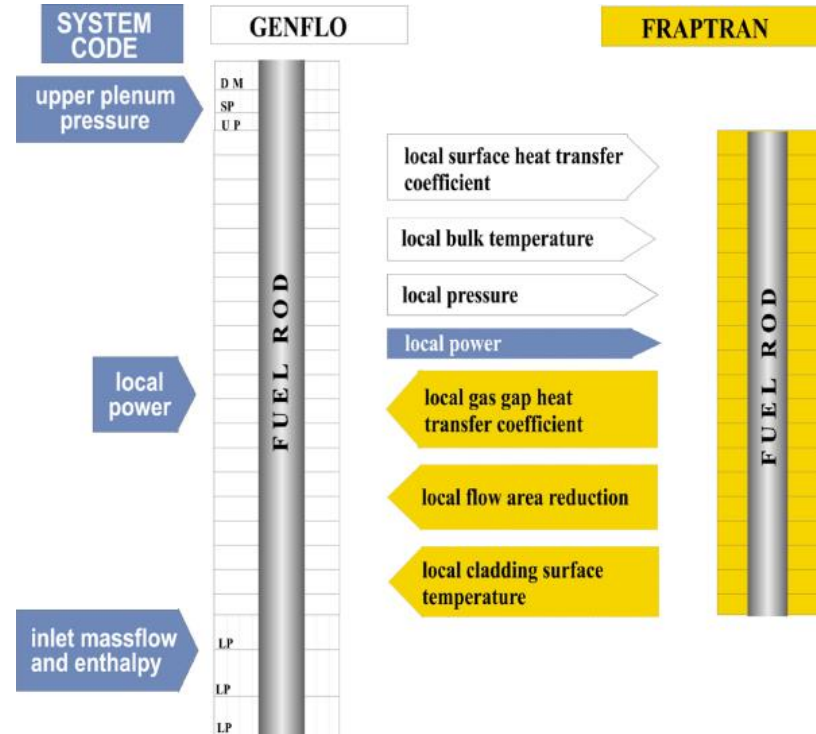 SYSTEM
CODE
GENFLO
FRAPTRAN
upper plenum
pressure
D M
SP
U P
local surface heat transfer
coefficient
local bulk temperature
local pressure
local power
local
power
FUEL ROD
FUEL ROD
local gas gap heat
transfer coefficient
local flow area reduction
local cladding surface
temperature
inlet massflow
and enthalpy
LP
LP
LP